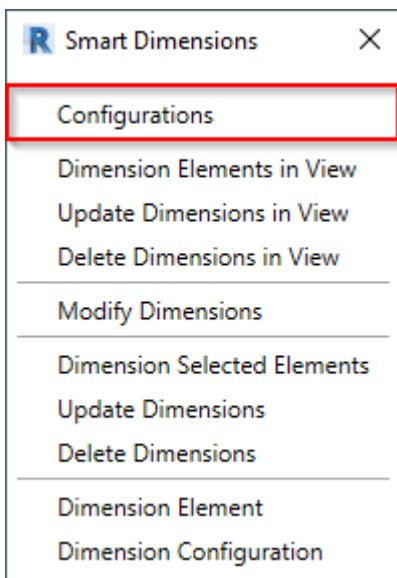 R Smart Dimensions
Configurations
Dimension Elements in View
Update Dimensions in View
Delete Dimensions in View
Modify Dimensions
Dimension Selected Elements
Update Dimensions
Delete Dimensions
Dimension Element
Dimension Configuration